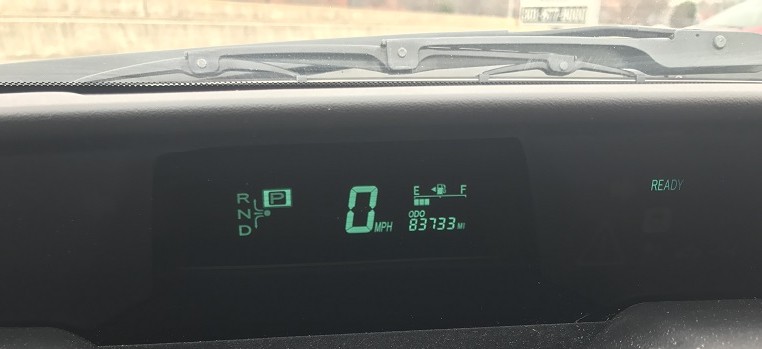 R P
N
D
0 MPH
E F
ODO
83733 MI
READY